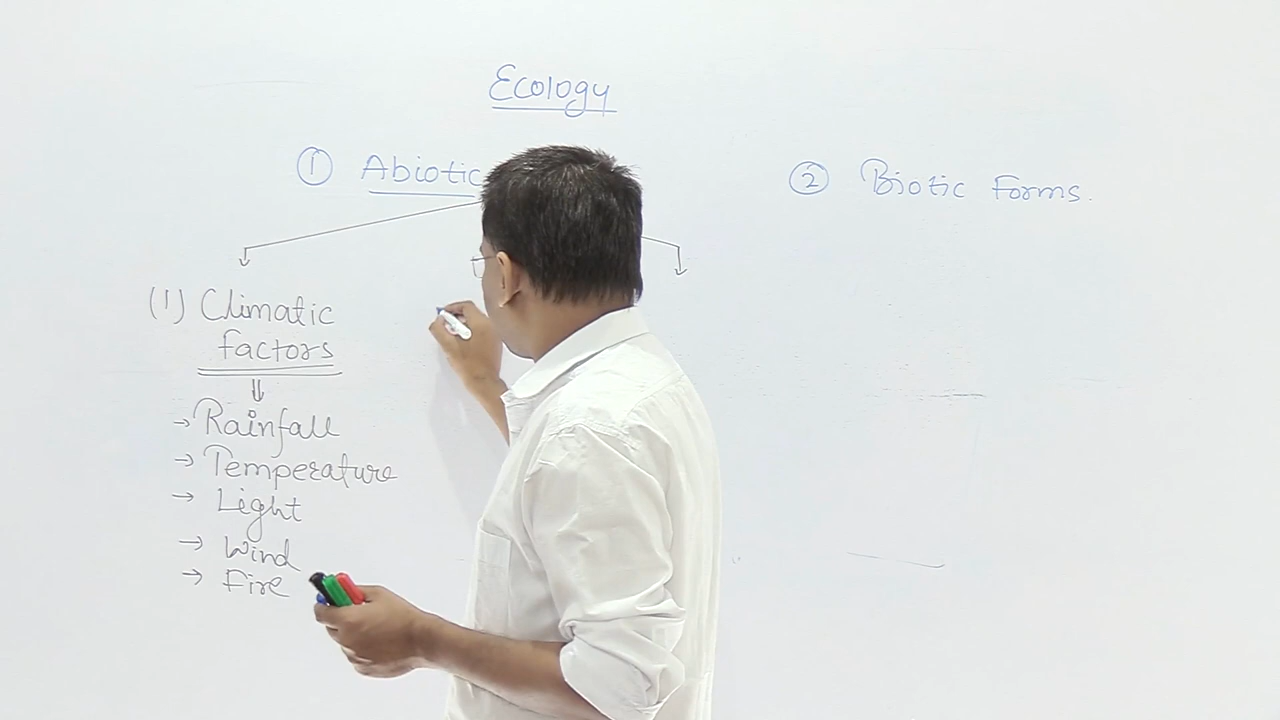 Ecology
① Abiotic
② Biotic Forms.
(1) Climatic
factors
→ Rainfall
→ Temperature
→ Light
→ Wind
→ Fire